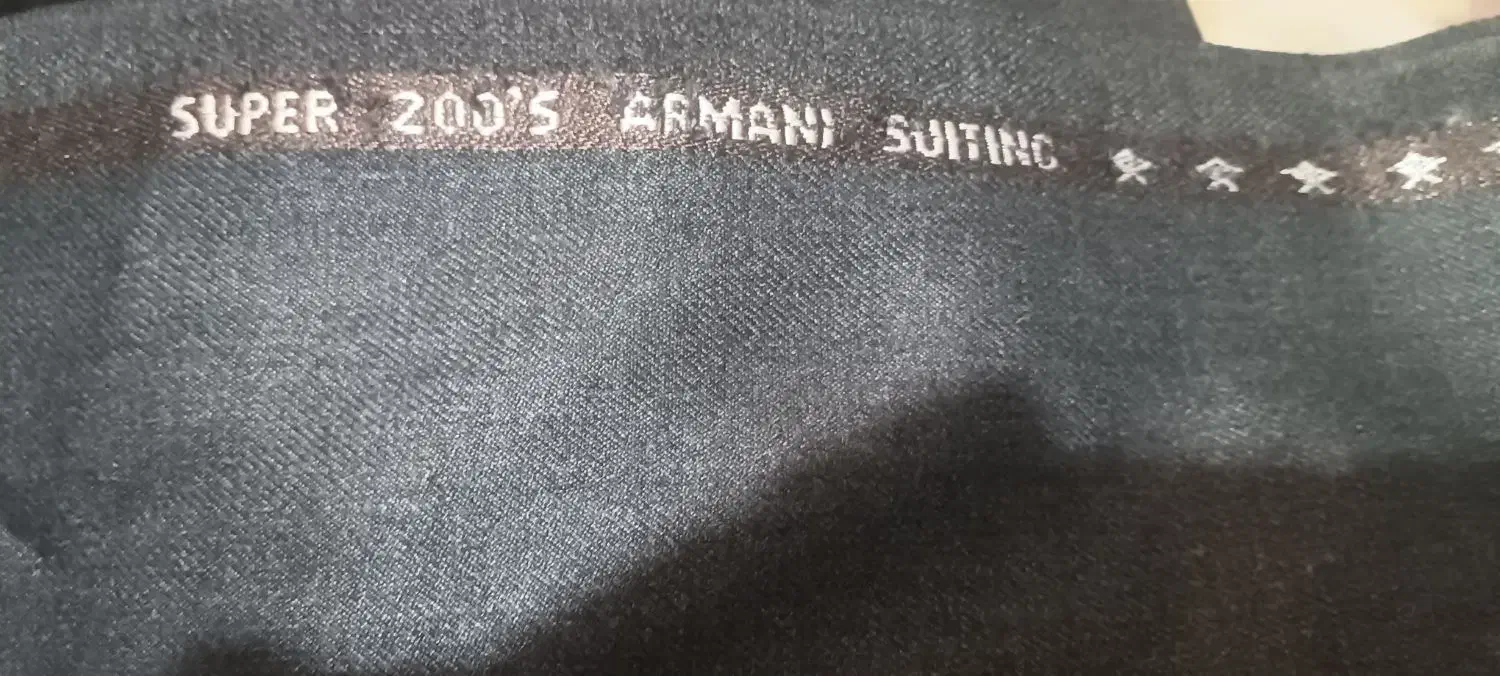 SUPER 200'S ARMANI SUITING